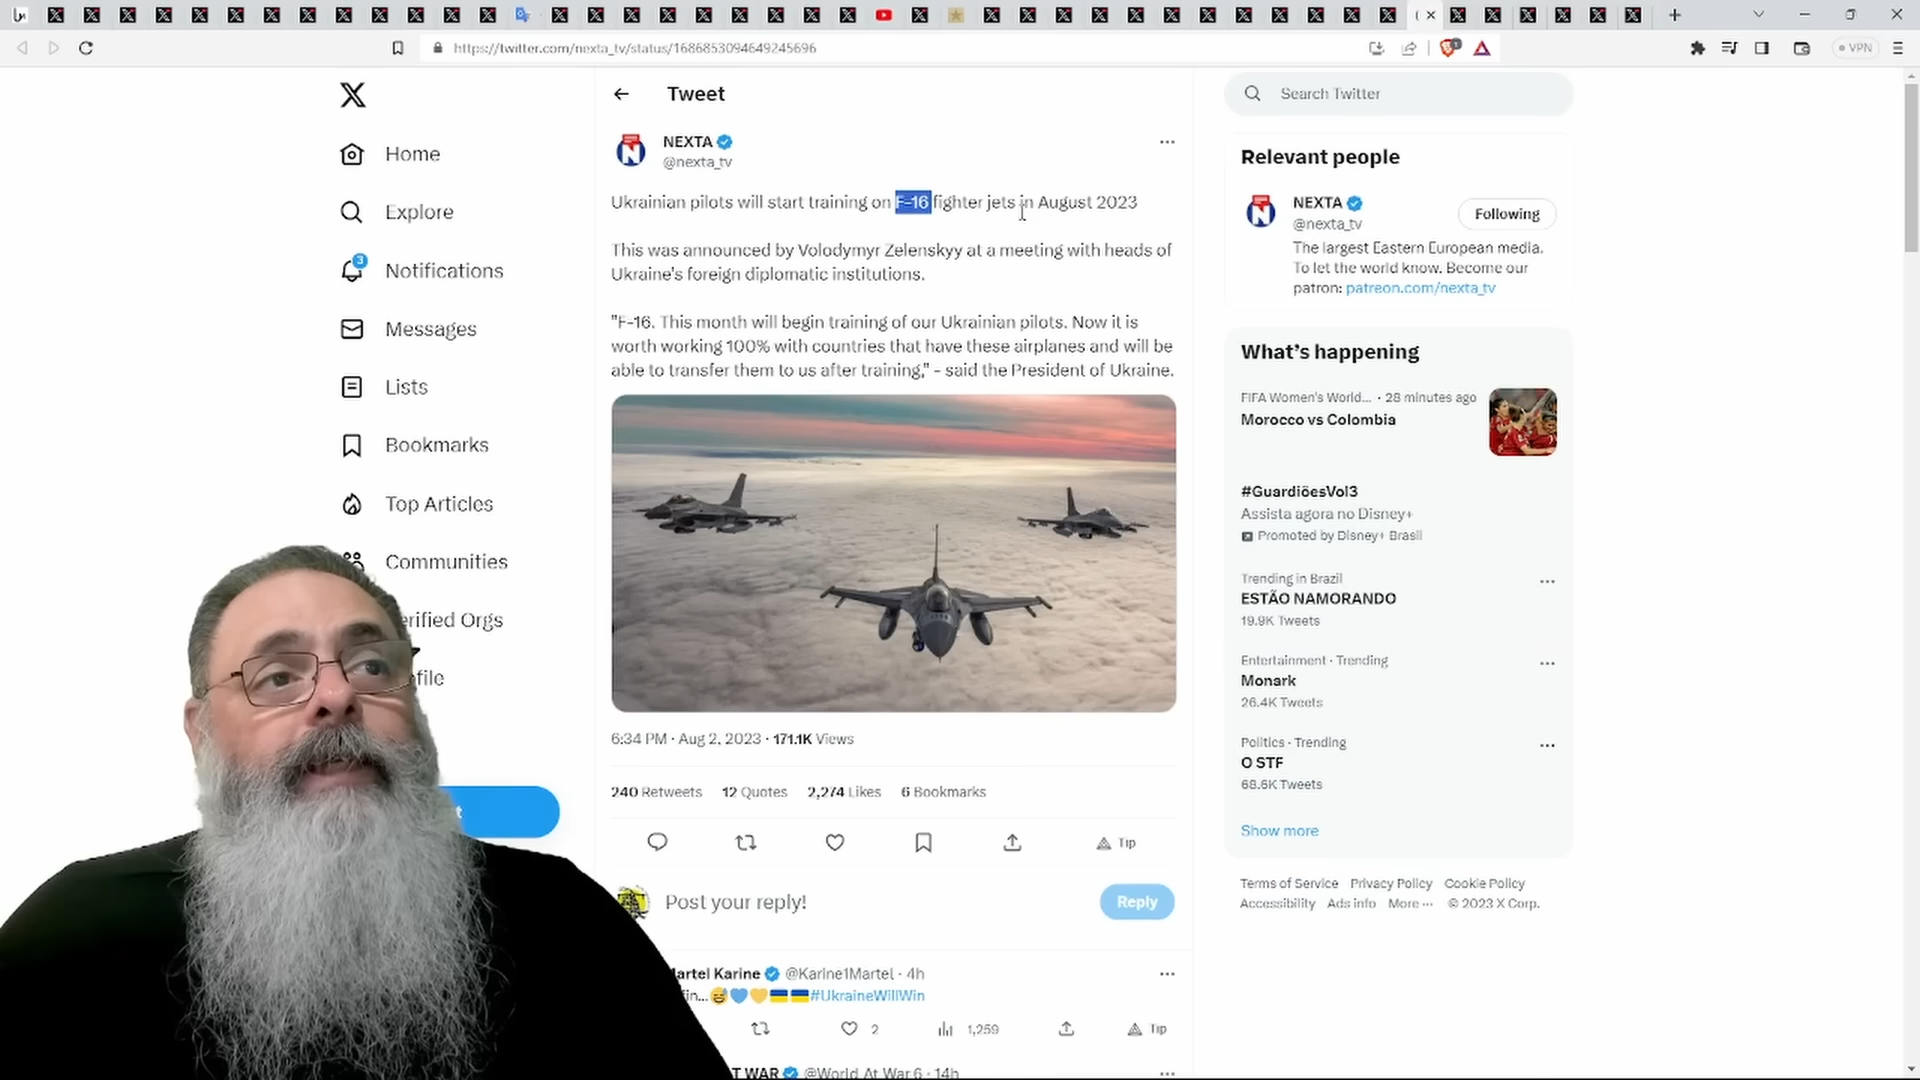 https://twitter.com/nexta_tv/status/1686853094649245696
VPN
Home
Explore
3
Notifications
Messages
Lists
Bookmarks
Top Articles
Communities
erified Orgs
file
Tweet
NEXTA
@nexta_tv
Ukrainian pilots will start training on F-16 fighter jets in August 2023
This was announced by Volodymyr Zelenskyy at a meeting with heads of
Ukraine's foreign diplomatic institutions.
"F-16. This month will begin training of our Ukrainian pilots. Now it is
worth working 100% with countries that have these airplanes and will be
able to transfer them to us after training," - said the President of Ukraine.
6:34 PM · Aug 2, 2023 · 171.1K Views
240 Retweets 12 Quotes 2,274 Likes 6 Bookmarks
Tip
Post your reply!
Reply
artel Karine @Karine1Martel · 4h
in... #UkraineWillWin
2 1,259 Tip
T WAR @World_At_War_6 · 14h
Search Twitter
Relevant people
NEXTA
@nexta_tv
Following
The largest Eastern European media.
To let the world know. Become our
patron: patreon.com/nexta_tv
What's happening
FIFA Women's World... · 28 minutes ago
Morocco vs Colombia
#GuardiõesVol3
Assista agora no Disney+
Promoted by Disney+ Brasil
Trending in Brazil
ESTÃO NAMORANDO
19.9K Tweets
Entertainment · Trending
Monark
26.4K Tweets
Politics · Trending
O STF
68.6K Tweets
Show more
Terms of Service Privacy Policy Cookie Policy
Accessibility Ads info More ··· © 2023 X Corp.